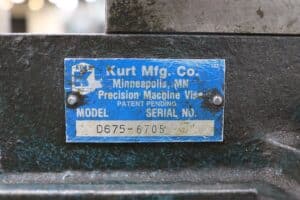 Kurt Mfg. Co.
Minneapolis, MN
Precision Machine Vise
PATENT PENDING
MODEL SERIAL NO.
D675-6705